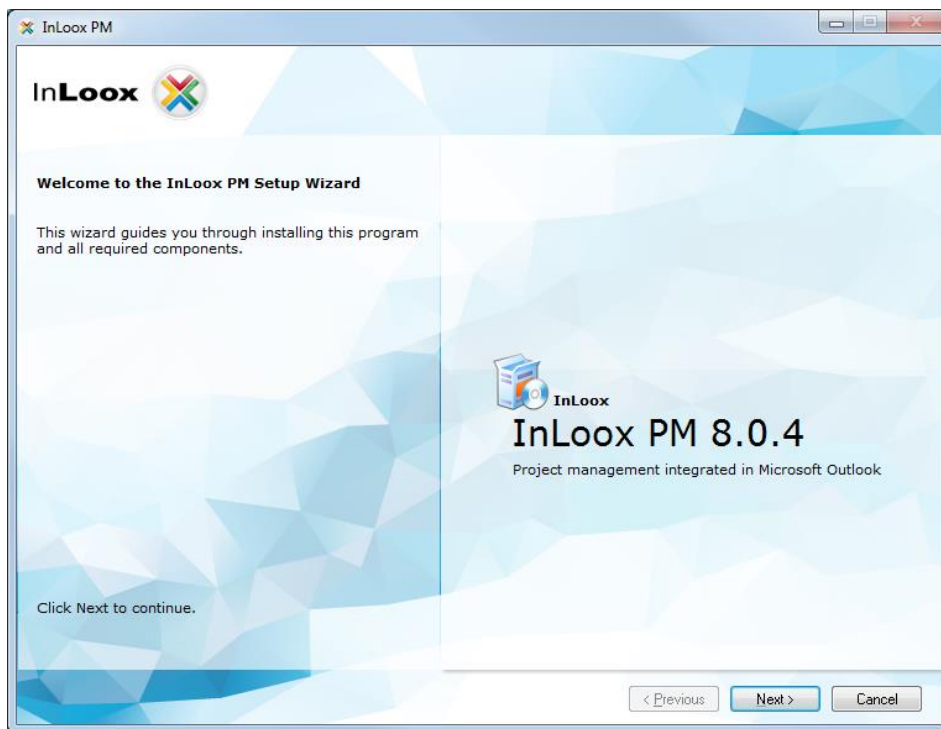 InLoox PM
InLoox
Welcome to the InLoox PM Setup Wizard
This wizard guides you through installing this program
and all required components.
InLoox
InLoox PM 8.0.4
Project management integrated in Microsoft Outlook
Click Next to continue.
< Previous
Next >
Cancel